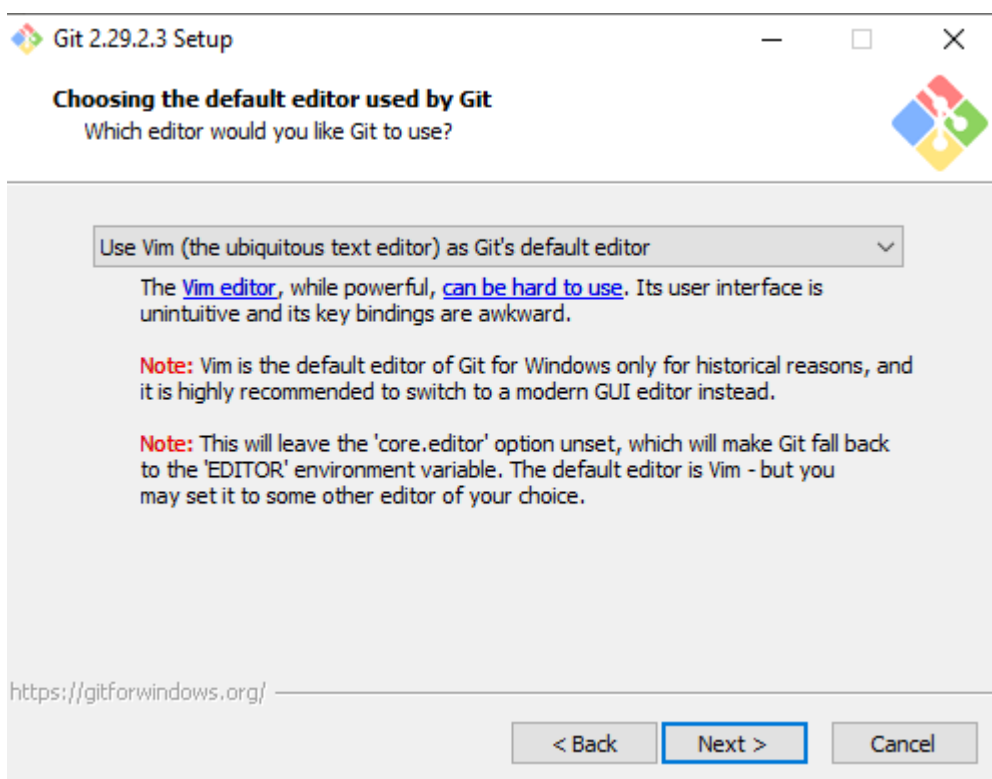 Git 2.29.2.3 Setup
Choosing the default editor used by Git
Which editor would you like Git to use?
Use Vim (the ubiquitous text editor) as Git's default editor
The Vim editor, while powerful, can be hard to use. Its user interface is
unintuitive and its key bindings are awkward.
Note: Vim is the default editor of Git for Windows only for historical reasons, and
it is highly recommended to switch to a modern GUI editor instead.
Note: This will leave the 'core.editor' option unset, which will make Git fall back
to the 'EDITOR' environment variable. The default editor is Vim - but you
may set it to some other editor of your choice.
https://gitforwindows.org/
< Back
Next >
Cancel